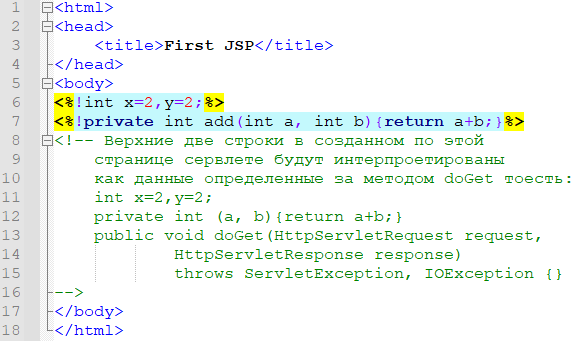 1 <html>
2 <head>
3 <title>First JSP</title>
4 </head>
5 <body>
6 <%!int x=2,y=2;%>
7 <%!private int add(int a, int b){return a+b;}%>
8 <!-- Верхние две строки в созданном по этой
9 странице сервлете будут интерпроетированы
10 как данные определенные за методом doGet тоесть:
11 int x=2,y=2;
12 private int (a, b){return a+b;}
13 public void doGet(HttpServletRequest request,
14 HttpServletResponse response)
15 throws ServletException, IOException {}
16 -->
17 </body>
18 </html>